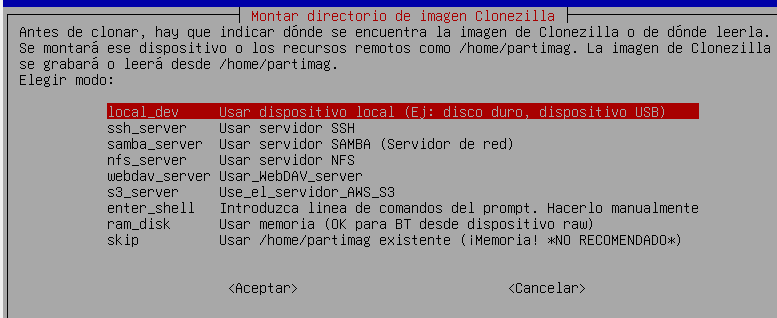 Montar directorio de imagen Clonezilla
Antes de clonar, hay que indicar dónde se encuentra la imagen de Clonezilla o de dónde leerla.
Se montará ese dispositivo o los recursos remotos como /home/partimag. La imagen de Clonezilla
se grabará o leerá desde /home/partimag.
Elegir modo:
local_dev Usar dispositivo local (Ej: disco duro, dispositivo USB)
ssh_server Usar servidor SSH
samba_server Usar servidor SAMBA (Servidor de red)
nfs_server Usar servidor NFS
webdav_server Usar_WebDAV_server
s3_server Use_el_servidor_AWS_S3
enter_shell Introduzca linea de comandos del prompt. Hacerlo manualmente
ram_disk Usar memoria (OK para BT desde dispositivo raw)
skip Usar /home/partimag existente (¡Memoria! *NO RECOMENDADO*)
<Aceptar> <Cancelar>